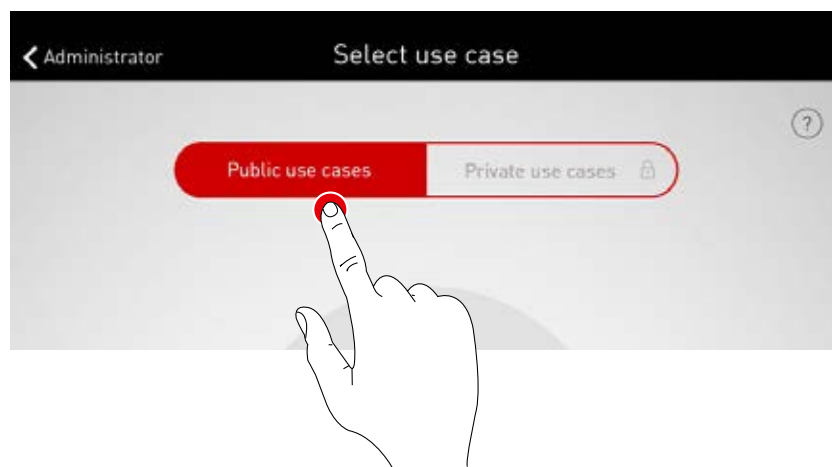 Administrator
Select use case
?
Public use cases
Private use cases